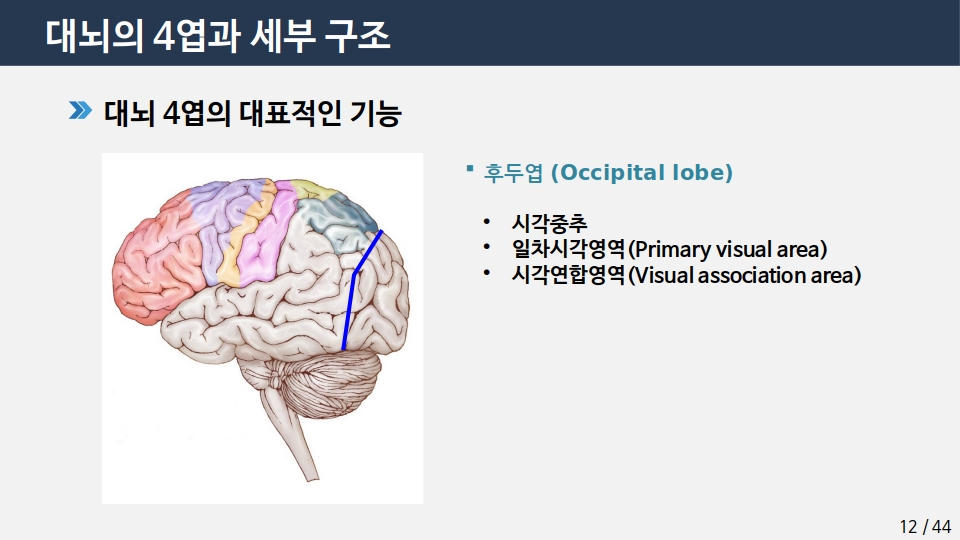 대뇌의 4엽과 세부 구조
대뇌 4엽의 대표적인 기능
▪ 후두엽 (Occipital lobe)
• 시각중추
• 일차시각영역(Primary visual area)
• 시각연합영역(Visual association area)
12 / 44